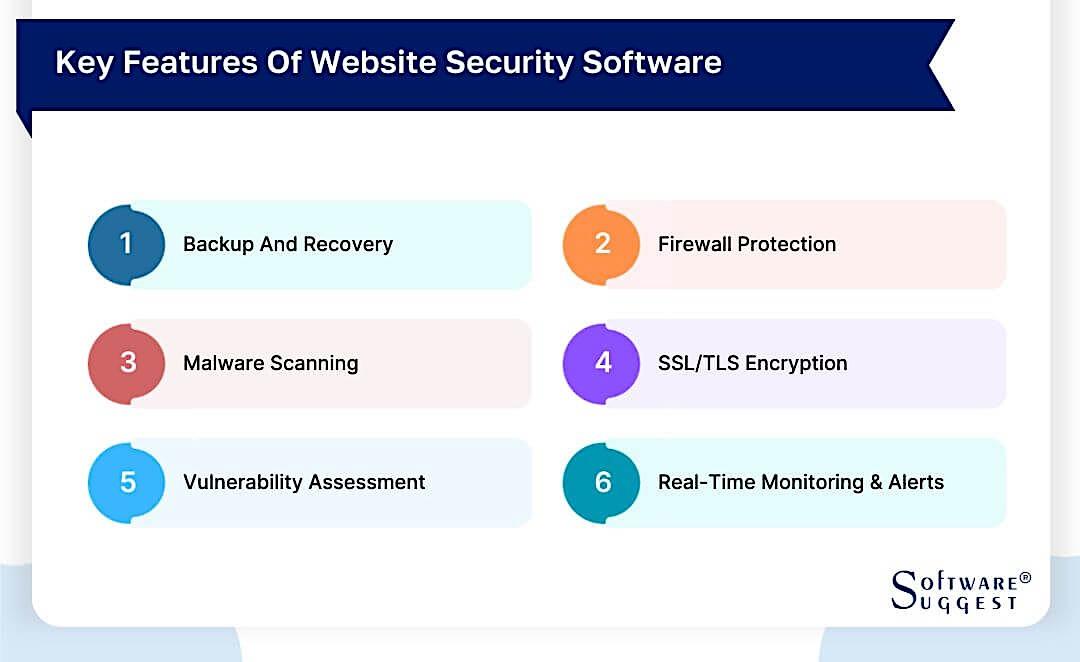 Key Features Of Website Security Software
1 Backup And Recovery
2 Firewall Protection
3 Malware Scanning
4 SSL/TLS Encryption
5 Vulnerability Assessment
6 Real-Time Monitoring & Alerts
SOFTWARE®
SUGGEST